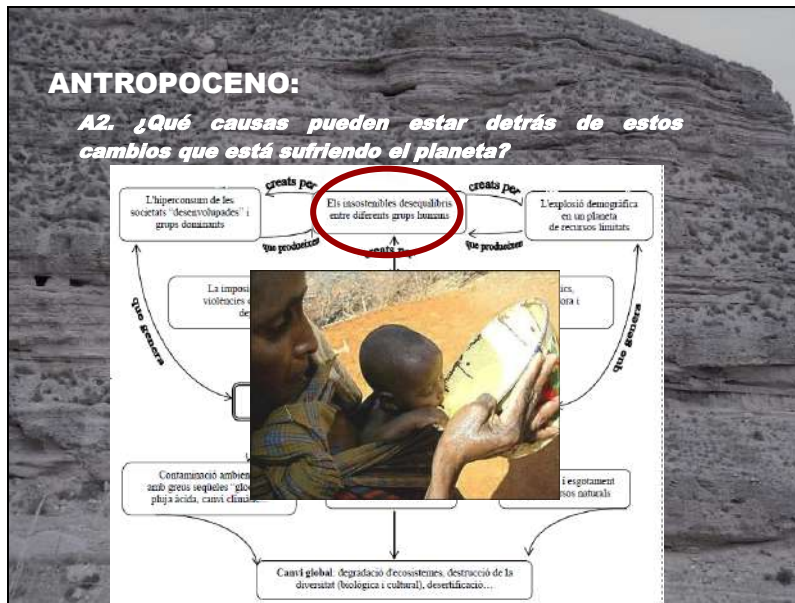 ANTROPOCENO:
A2. ¿Qué causas pueden estar detrás de estos
cambios que está sufriendo el planeta?
creats per
creats per
L'hiperconsum de les
societats "desenvolupades" i
grups dominants
Els insostenibles desequilibris
entre diferents grups humans
L'explosió demogràfica
en un planeta
de recursos limitats
que produeixen
creats per
que produeixen
La imposi
violències
de
ics,
ora i
que genera
que genera
Contaminació ambien
amb greus seqüeles "glo
pluja àcida, canvi climàtic
i esgotament
rsos naturals
Canvi global: degradació d'ecosistemes, destrucció de la
diversitat (biològica i cultural), desertificació…